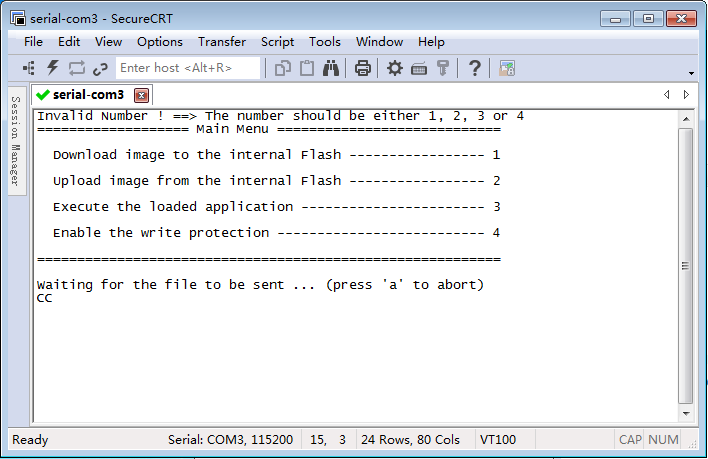 serial-com3 - SecureCRT
File Edit View Options Transfer Script Tools Window Help
Enter host <Alt+R>
serial-com3
Session Manager
Invalid Number ! ==> The number should be either 1, 2, 3 or 4
=================== Main Menu ============================
Download image to the internal Flash ----------------- 1
Upload image from the internal Flash ----------------- 2
Execute the loaded application ----------------------- 3
Enable the write protection -------------------------- 4
==========================================================
Waiting for the file to be sent ... (press 'a' to abort)
CC
Ready Serial: COM3, 115200 15, 3 24 Rows, 80 Cols VT100 CAP NUM